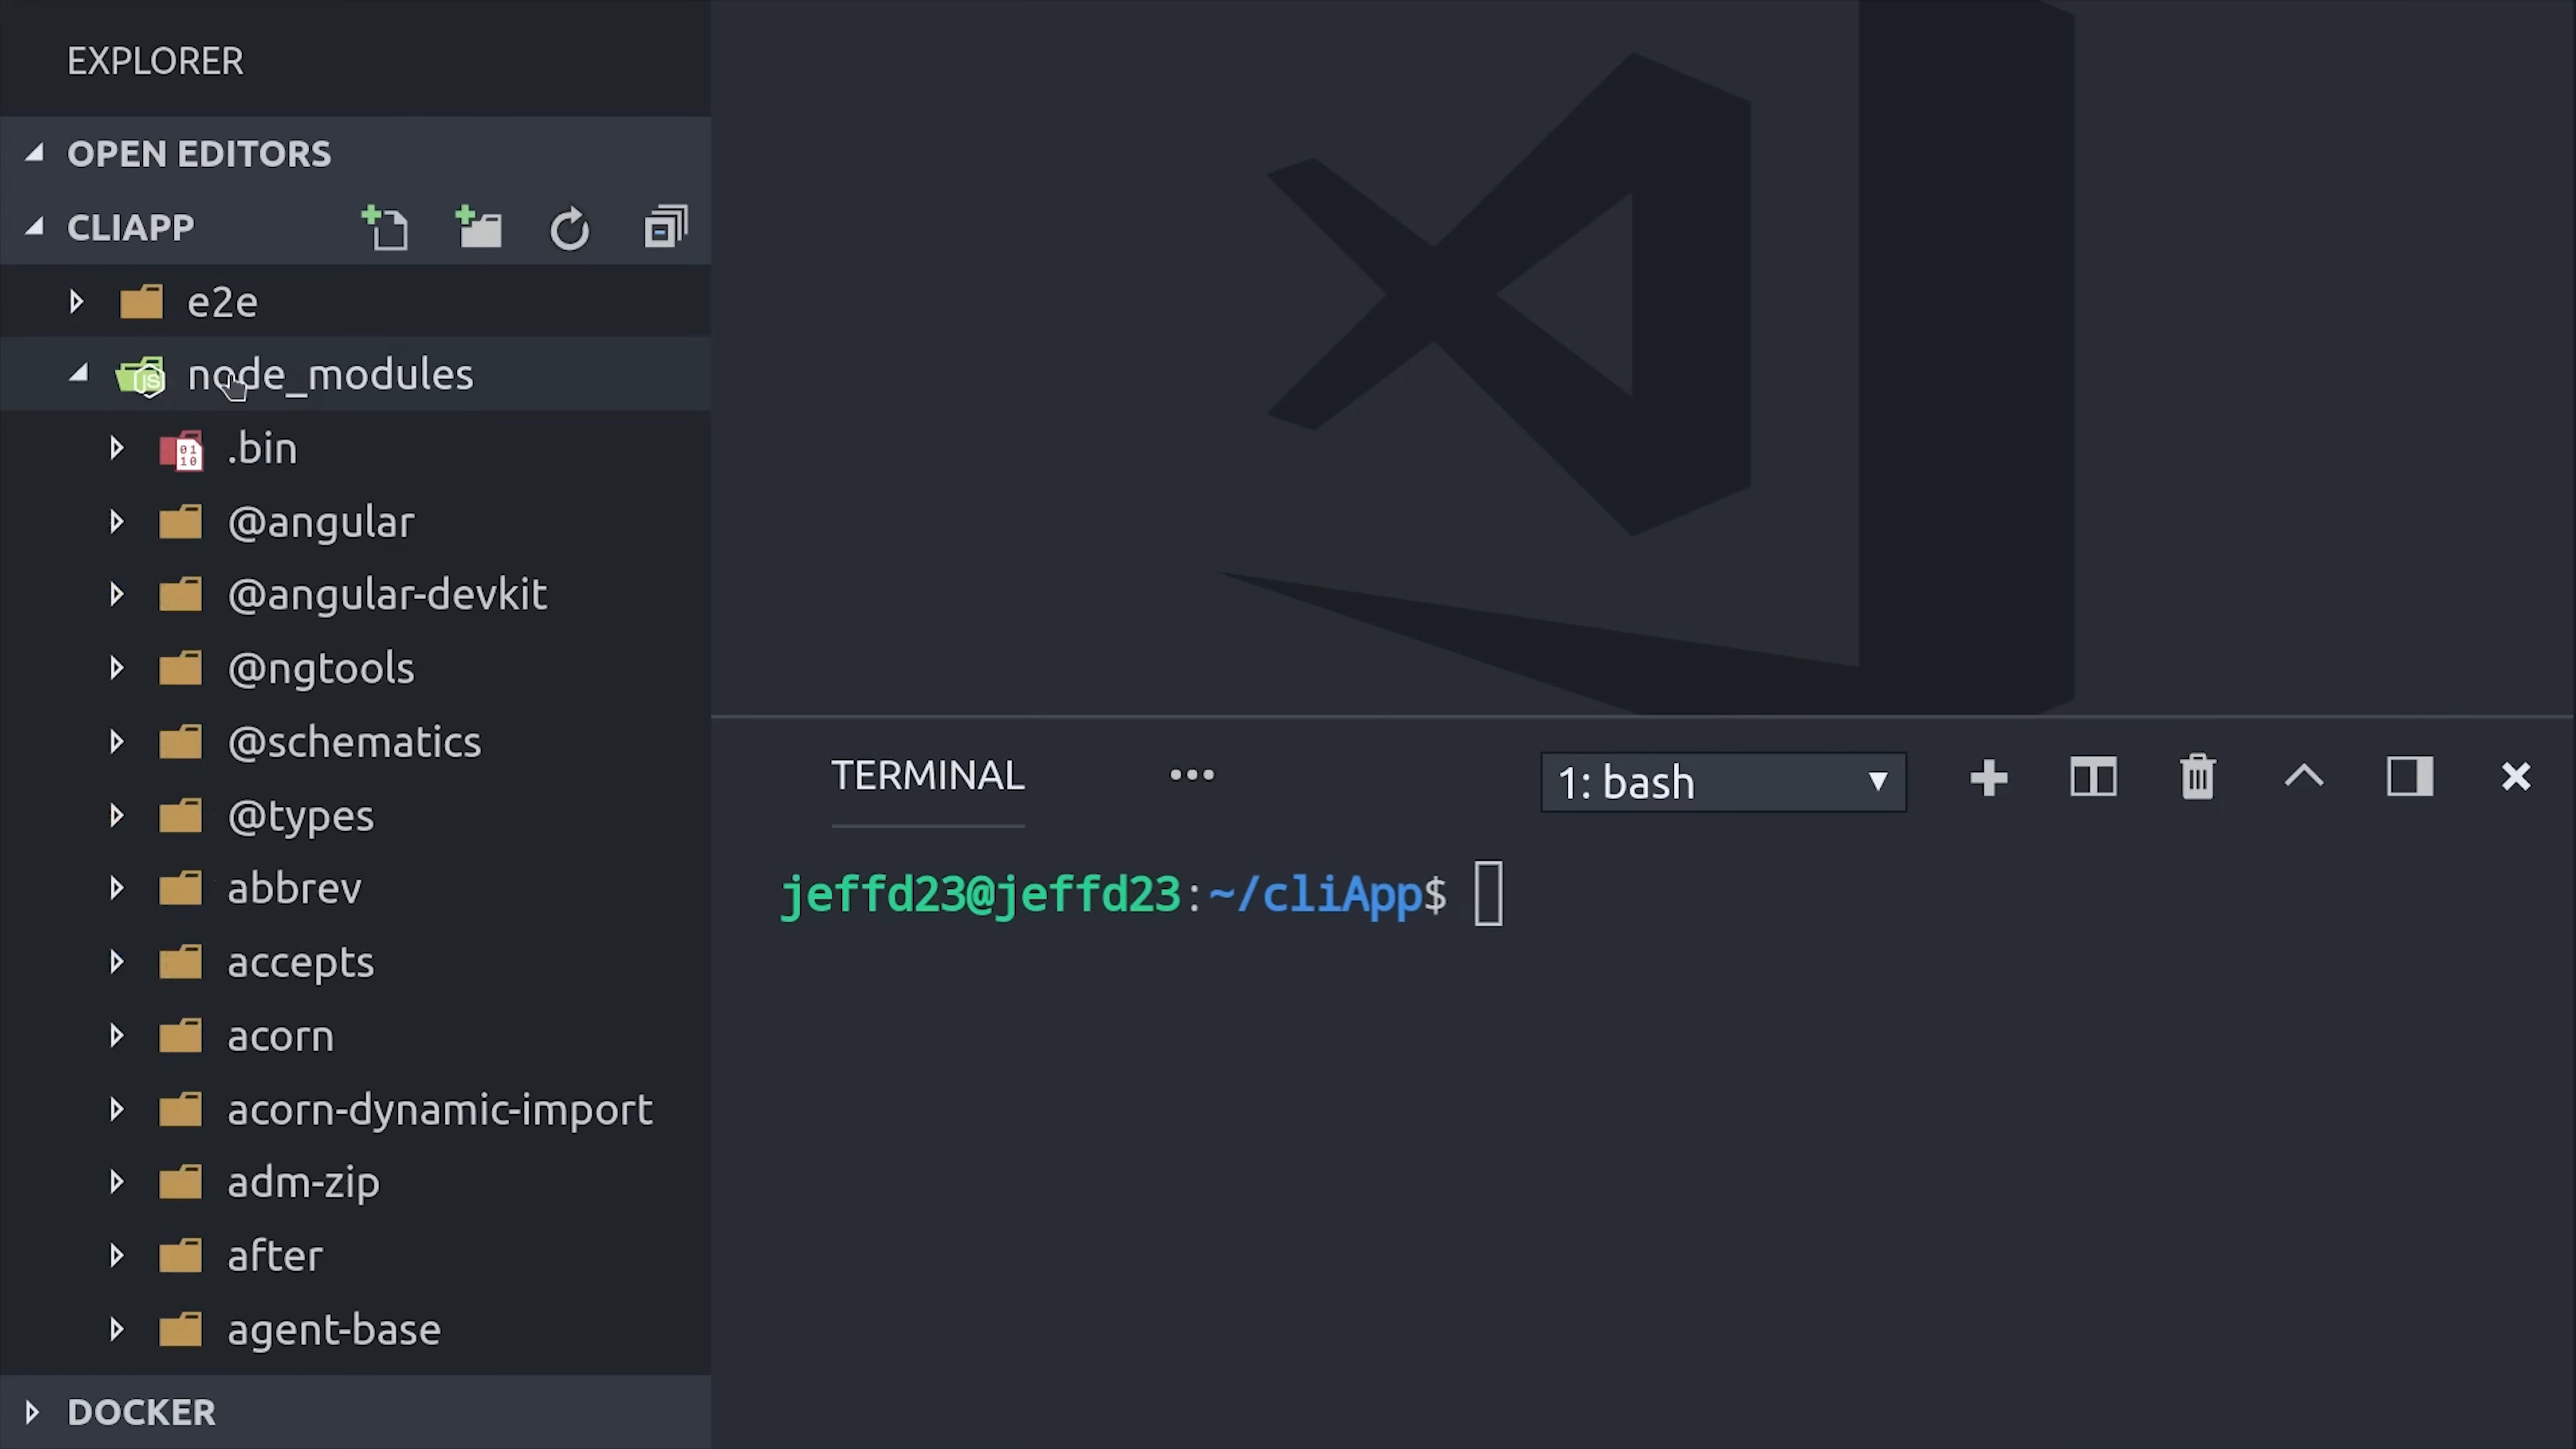 EXPLORER
OPEN EDITORS
CLIAPP
e2e
node_modules
.bin
@angular
@angular-devkit
@ngtools
@schematics
@types
abbrev
accepts
acorn
acorn-dynamic-import
adm-zip
after
agent-base
DOCKER
TERMINAL
1: bash
jeffd23@jeffd23:~/cliApp$